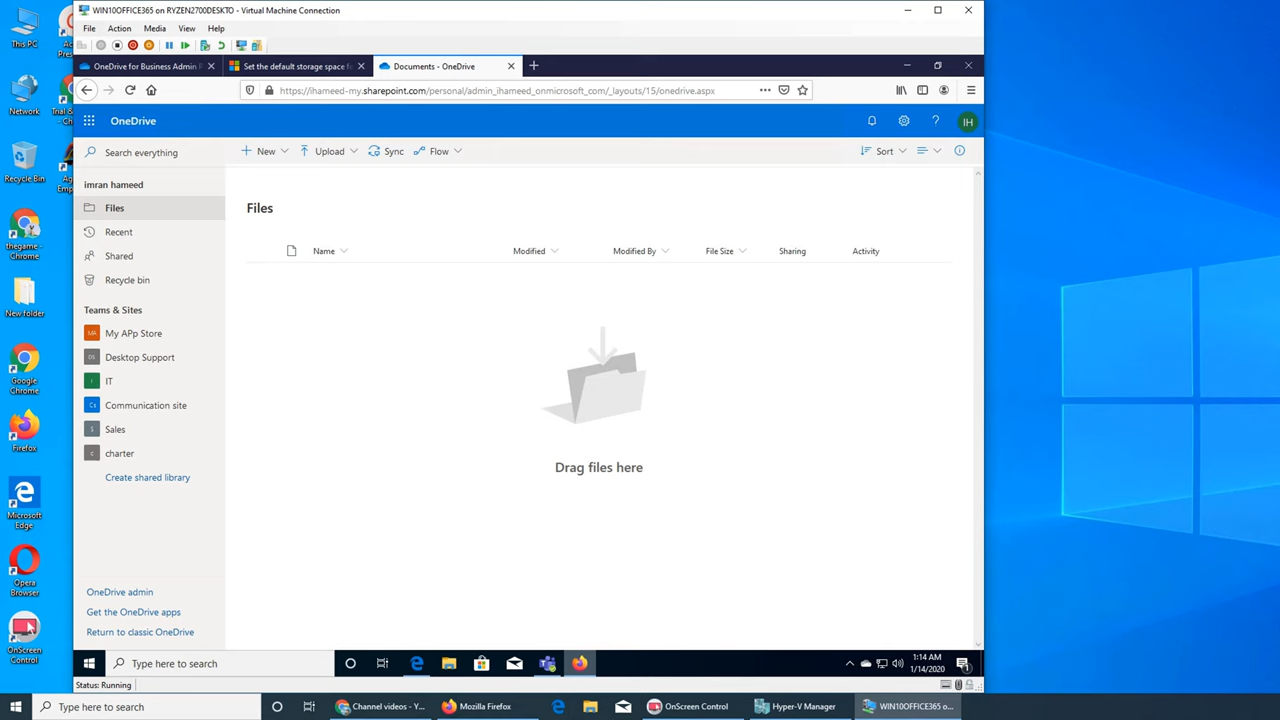 WIN10OFFICE365 on RYZEN2700DESKTO - Virtual Machine Connection
File Action Media View Help
OneDrive for Business Admin
Set the default storage space
Documents - OneDrive
https://ihameed-my.sharepoint.com/personal/admin_ihameed_onmicrosoft_com/_layouts/15/onedrive.aspx
OneDrive
IH
Search everything
New Upload Sync Flow
Sort
imran hameed
Files
Recent
Shared
Recycle bin
Teams & Sites
MA My APp Store
DS Desktop Support
I IT
Cs Communication site
S Sales
c charter
Create shared library
OneDrive admin
Get the OneDrive apps
Return to classic OneDrive
Files
Name Modified Modified By File Size Sharing Activity
Drag files here
Type here to search
1:14 AM
1/14/2020
Status: Running
This PC
Network
Recycle Bin
thegame -
Chrome
New folder
Google
Chrome
Firefox
Microsoft
Edge
Opera
Browser
OnScreen
Control
Type here to search
Channel videos - Y...
Mozilla Firefox
OnScreen Control
Hyper-V Manager
WIN10OFFICE365 o...